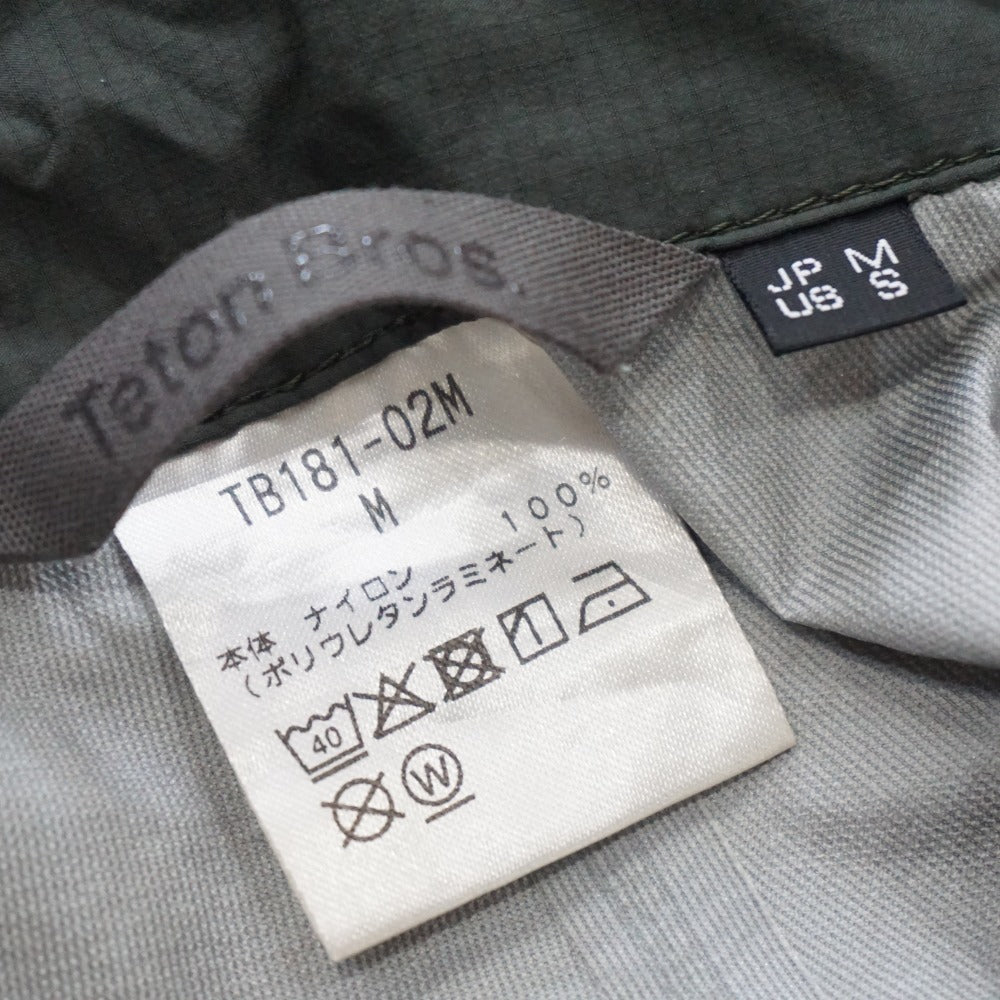 Teton Bros.
JP M
US S
TB181-02M
M
本体 ナイロン 100%
(ポリウレタンラミネート)
40
W